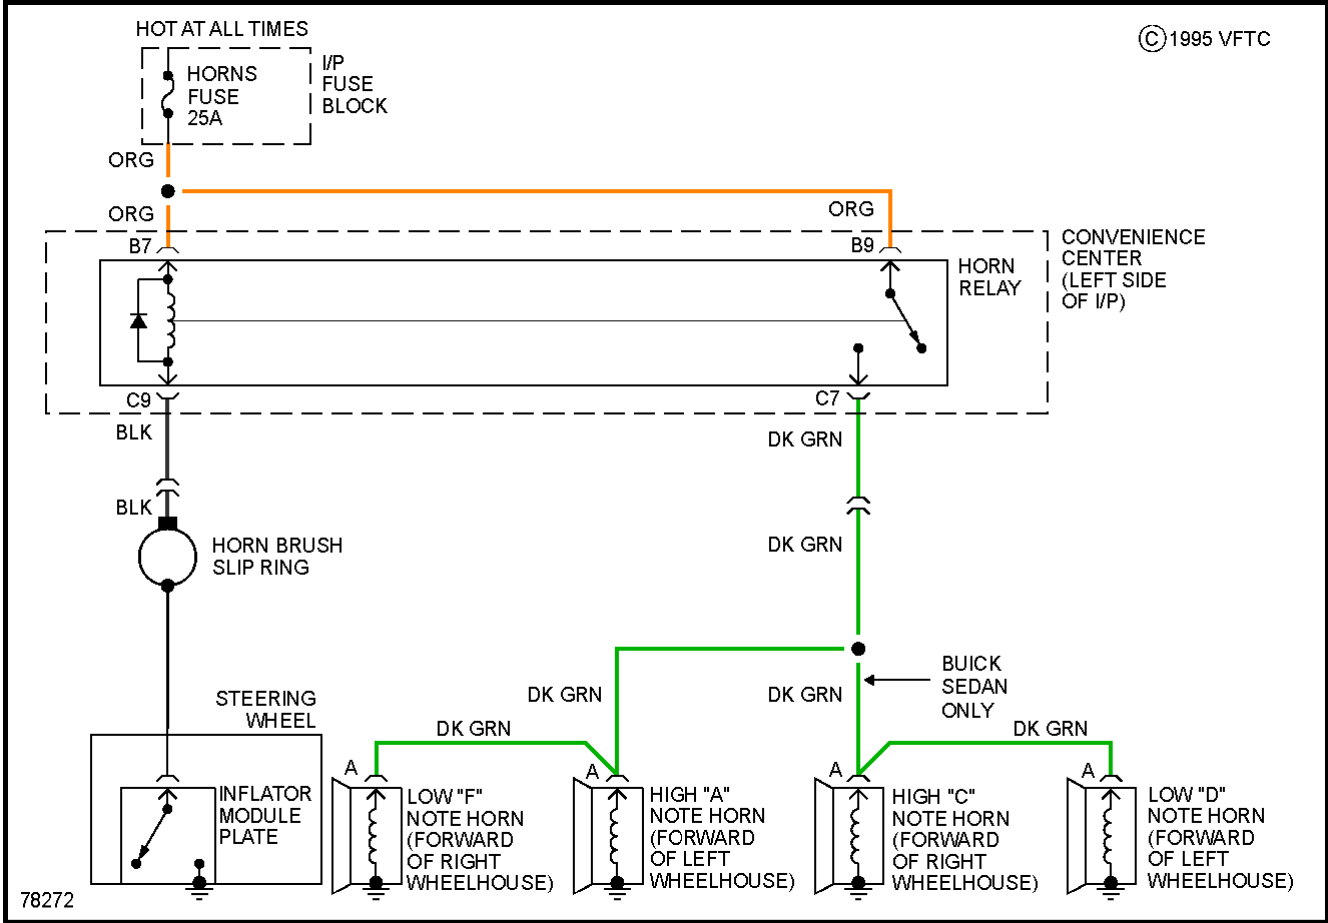 HOT AT ALL TIMES
© 1995 VFTC
HORNS
FUSE
25A
I/P
FUSE
BLOCK
ORG
ORG
ORG
B7
B9
CONVENIENCE
CENTER
(LEFT SIDE
OF I/P)
HORN
RELAY
C9
C7
BLK
DK GRN
BLK
DK GRN
HORN BRUSH
SLIP RING
BUICK
SEDAN
ONLY
DK GRN
DK GRN
STEERING
WHEEL
DK GRN
DK GRN
A
A
A
A
INFLATOR
MODULE
PLATE
LOW "F"
NOTE HORN
(FORWARD
OF RIGHT
WHEELHOUSE)
HIGH "A"
NOTE HORN
(FORWARD
OF LEFT
WHEELHOUSE)
HIGH "C"
NOTE HORN
(FORWARD
OF RIGHT
WHEELHOUSE)
LOW "D"
NOTE HORN
(FORWARD
OF LEFT
WHEELHOUSE)
78272